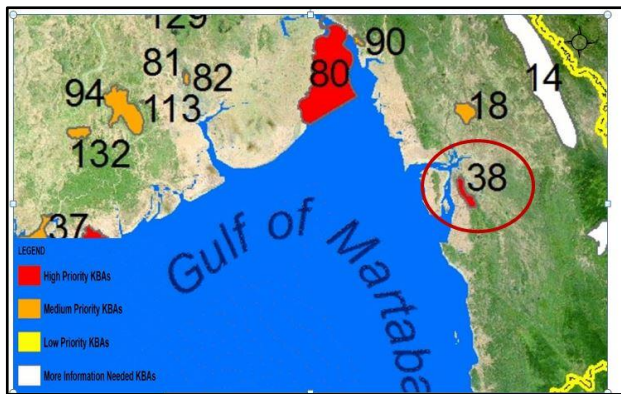 129
81
82
80
90
14
94
113
132
18
38
37
Gulf of Martaba
LEGEND
High Priority KBAs
Medium Priority KBAs
Low Priority KBAs
More Information Needed KBAs